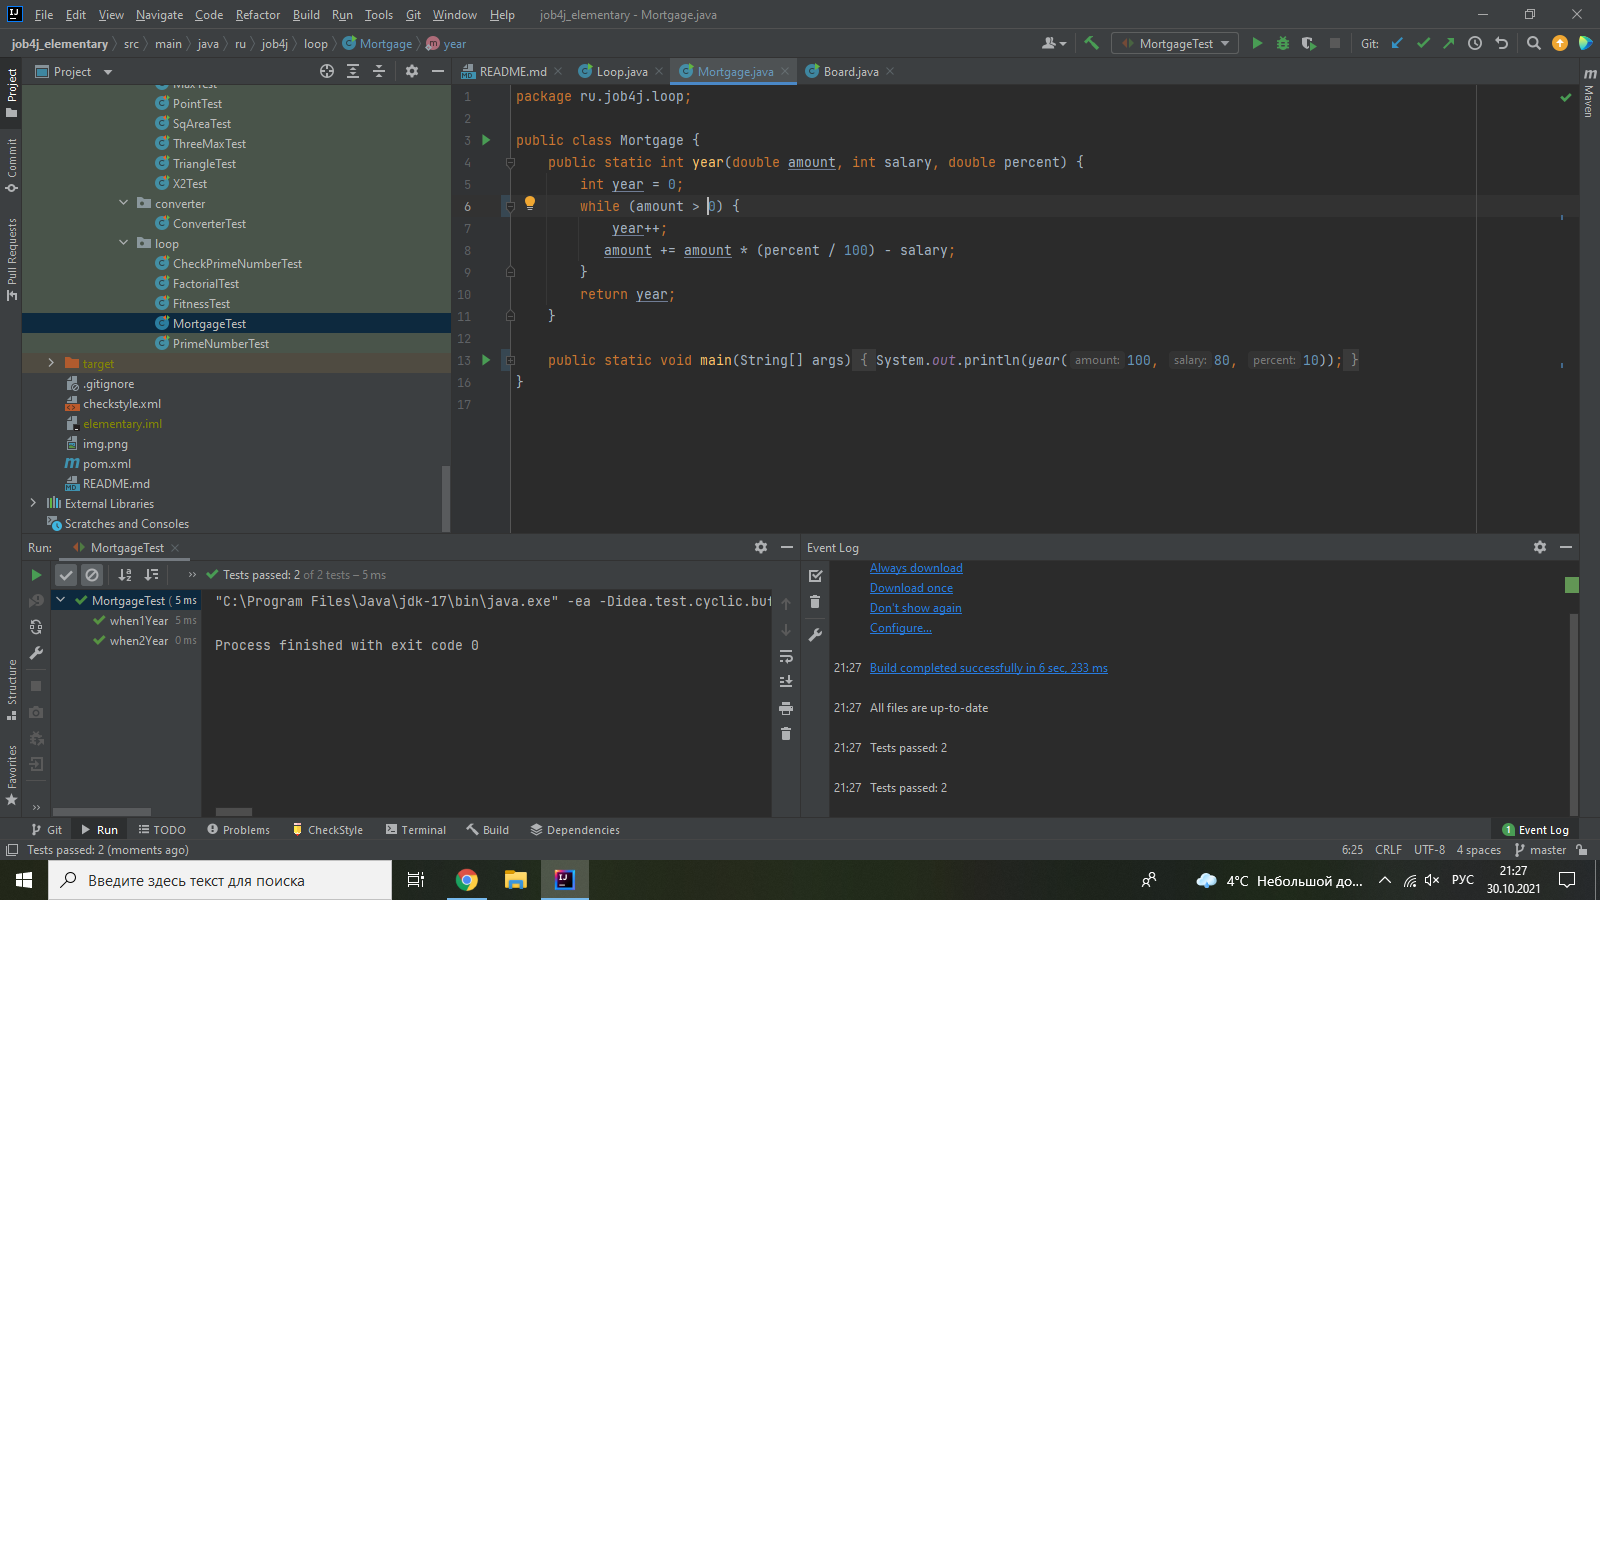 File Edit View Navigate Code Refactor Build Run Tools Git Window Help job4j_elementary - Mortgage.java
job4j_elementary src main java ru job4j loop Mortgage year
MortgageTest
Git:
Project
README.md
Loop.java
Mortgage.java
Board.java
Project
Commit
Pull Requests
Structure
Favorites
Maven
MaxTest
PointTest
SqAreaTest
ThreeMaxTest
TriangleTest
X2Test
converter
ConverterTest
loop
CheckPrimeNumberTest
FactorialTest
FitnessTest
MortgageTest
PrimeNumberTest
target
.gitignore
checkstyle.xml
elementary.iml
img.png
pom.xml
README.md
External Libraries
Scratches and Consoles
1 package ru.job4j.loop;
2
3 public class Mortgage {
4 public static int year(double amount, int salary, double percent) {
5 int year = 0;
6 while (amount > 0) {
7 year++;
8 amount += amount * (percent / 100) - salary;
9 }
10 return year;
11 }
12
13 public static void main(String[] args) { System.out.println(year( amount: 100, salary: 80, percent: 10)); }
16 }
17
Run: MortgageTest
Tests passed: 2 of 2 tests – 5 ms
MortgageTest ( 5 ms
when1Year 5 ms
when2Year 0 ms
"C:\Program Files\Java\jdk-17\bin\java.exe" -ea -Didea.test.cyclic.buf
Process finished with exit code 0
Event Log
Always download
Download once
Don't show again
Configure...
21:27 Build completed successfully in 6 sec, 233 ms
21:27 All files are up-to-date
21:27 Tests passed: 2
21:27 Tests passed: 2
Git Run TODO Problems CheckStyle Terminal Build Dependencies 1 Event Log
Tests passed: 2 (moments ago) 6:25 CRLF UTF-8 4 spaces master
Введите здесь текст для поиска
4°C Небольшой до... РУС
21:27
30.10.2021